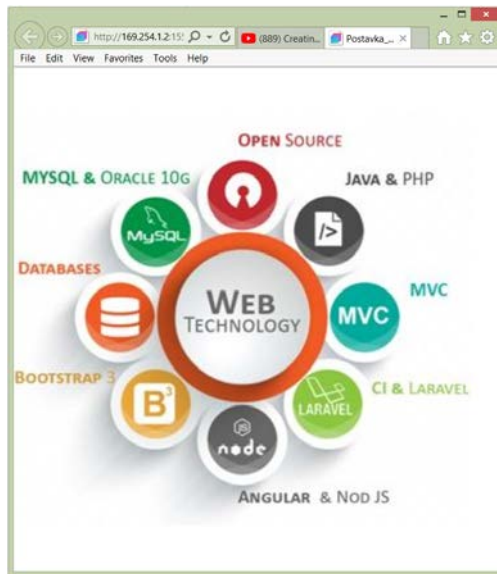 http://169.254.1.2:15:
(889) Creatin...
Postavka_...
File Edit View Favorites Tools Help
OPEN SOURCE
MYSQL & ORACLE 10G
JAVA & PHP
MySQL
</>
DATABASES
WEB
TECHNOLOGY
MVC
MVC
BOOTSTRAP 3
B3
CI & LARAVEL
LARAVEL
JS
node
ANGULAR & NOD JS